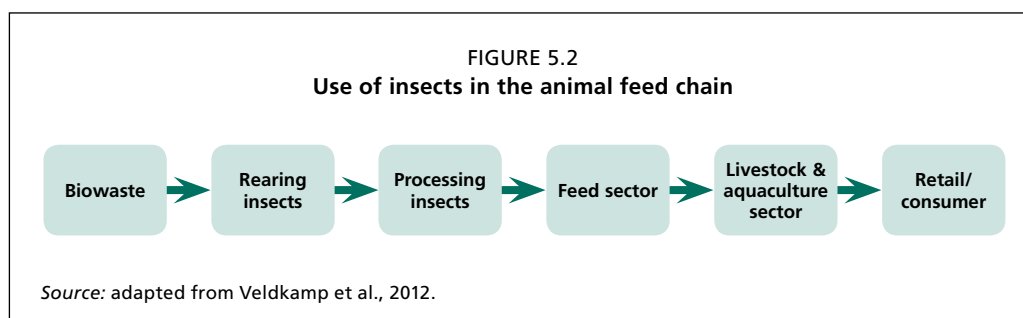 FIGURE 5.2
Use of insects in the animal feed chain
Biowaste
Rearing
insects
Processing
insects
Feed sector
Livestock &
aquaculture
sector
Retail/
consumer
Source: adapted from Veldkamp et al., 2012.